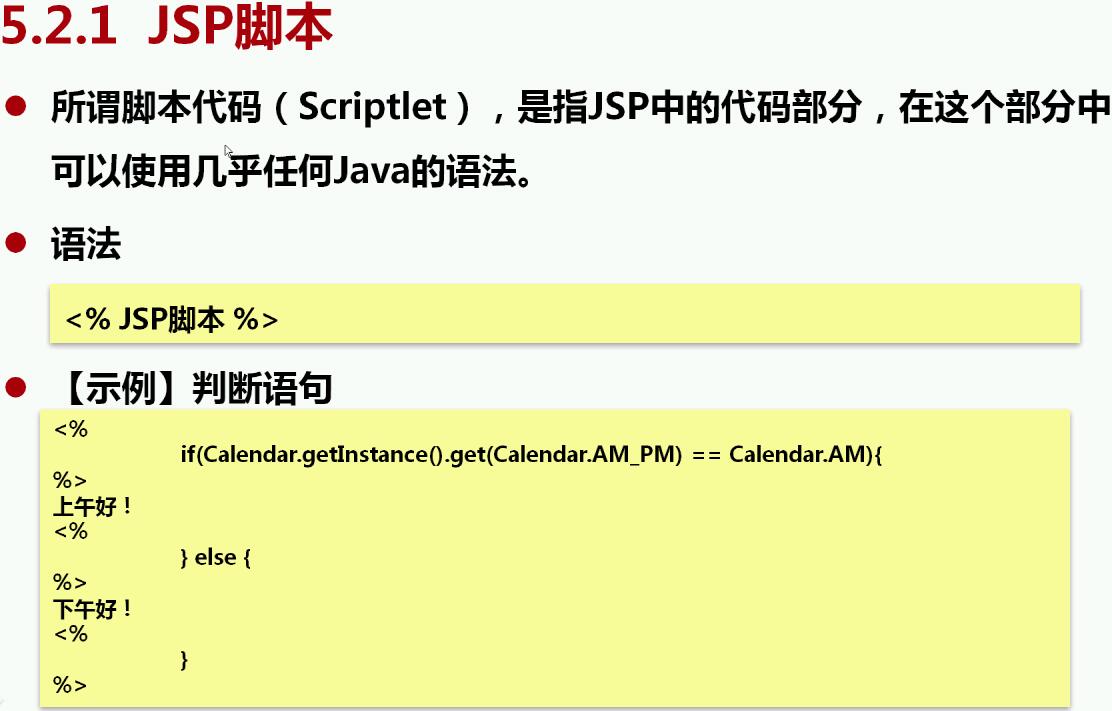 5.2.1 JSP脚本
所谓脚本代码（Scriptlet），是指JSP中的代码部分，在这个部分中
可以使用几乎任何Java的语法。
语法
<% JSP脚本 %>
【示例】判断语句
<%
if(Calendar.getInstance().get(Calendar.AM_PM) == Calendar.AM){
%>
上午好！
<%
} else {
%>
下午好！
<%
}
%>